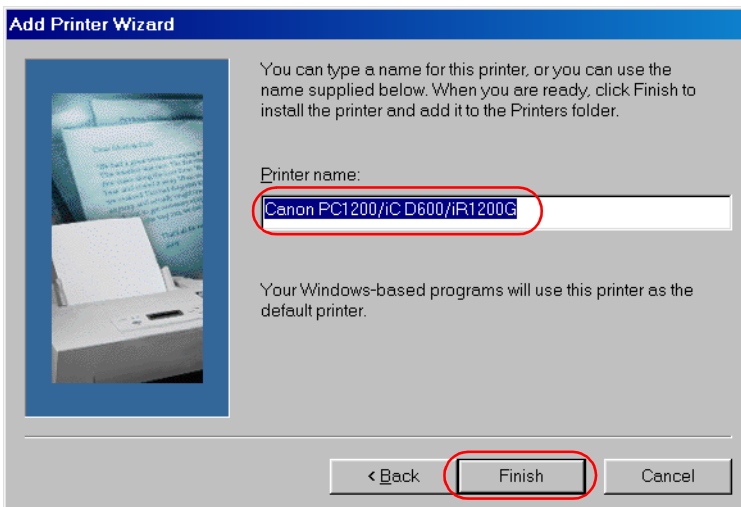 Add Printer Wizard
You can type a name for this printer, or you can use the
name supplied below. When you are ready, click Finish to
install the printer and add it to the Printers folder.
Printer name:
Canon PC1200/iC D600/iR1200G
Your Windows-based programs will use this printer as the
default printer.
< Back
Finish
Cancel